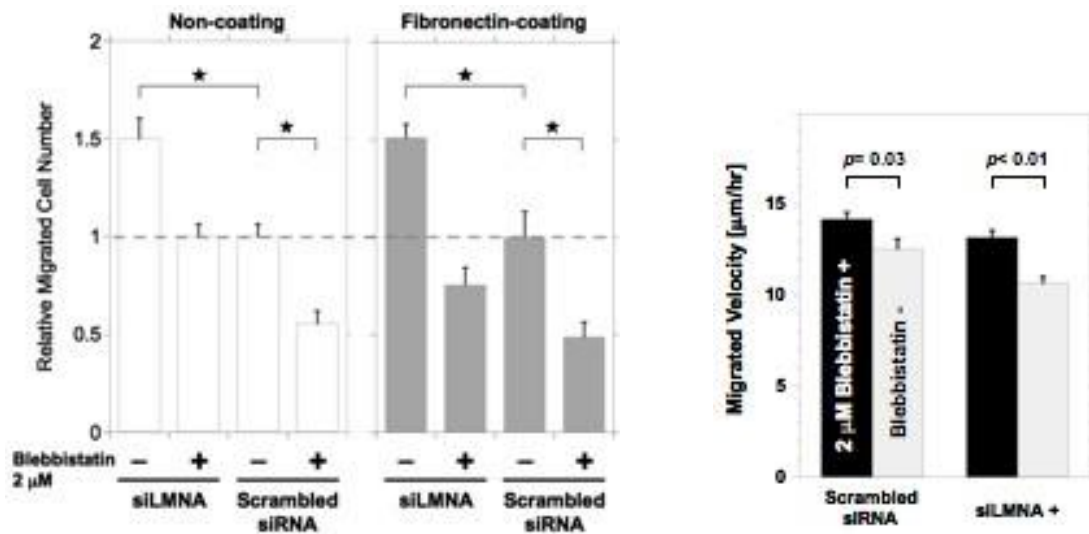 Non-coating
Fibronectin-coating
Relative Migrated Cell Number
2
1.5
1
0.5
0
★
★
★
★
Blebbistatin
2 μM
− + − +
− + − +
siLMNA
Scrambled
siRNA
siLMNA
Scrambled
siRNA
Migrated Velocity [μm/hr]
15
10
5
0
p= 0.03
p< 0.01
2 μM Blebbistatin +
Blebbistatin -
Scrambled
siRNA
siLMNA +